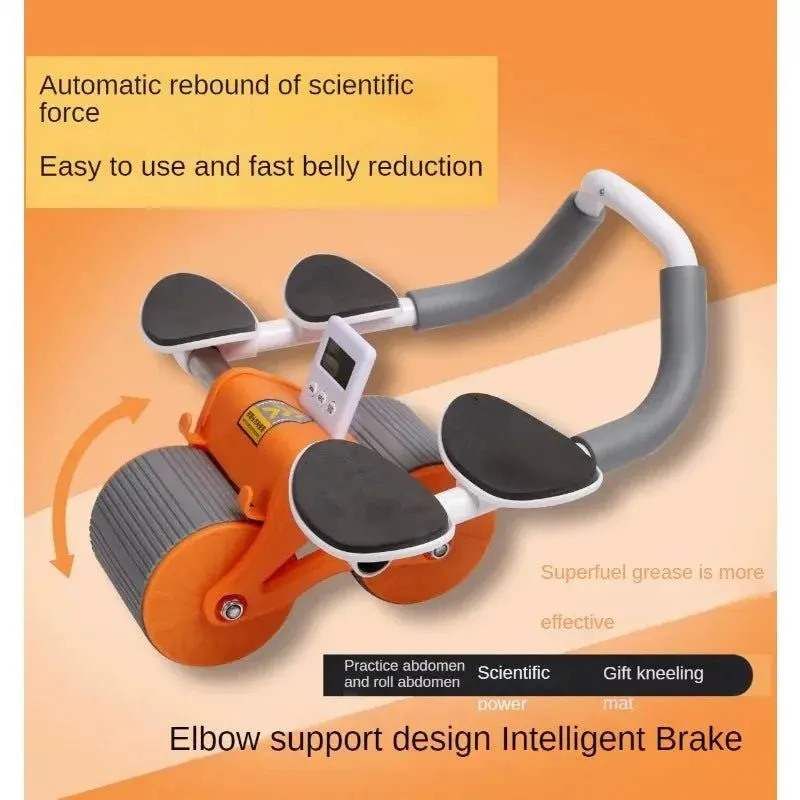 Automatic rebound of scientific
force
Easy to use and fast belly reduction
Superfuel grease is more
effective
Practice abdomen
and roll abdomen
Scientific
power
Gift kneeling
mat
Elbow support design Intelligent Brake